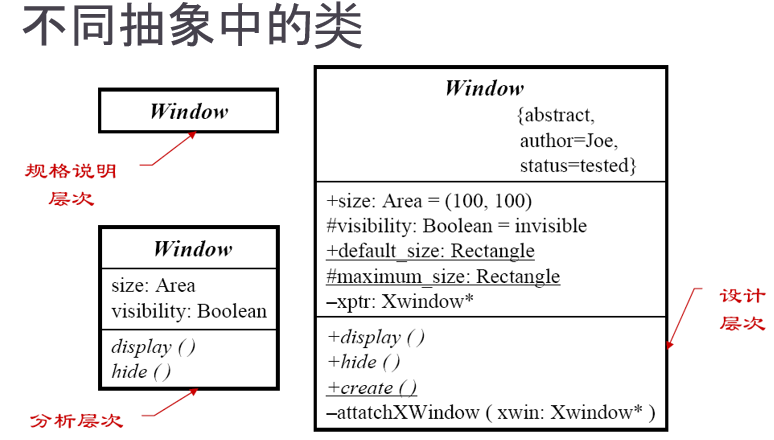 不同抽象中的类
Window
规格说明
层次
Window
size: Area
visibility: Boolean
display ( )
hide ( )
分析层次
Window
{abstract,
author=Joe,
status=tested}
+size: Area = (100, 100)
#visibility: Boolean = invisible
+default_size: Rectangle
#maximum_size: Rectangle
–xptr: Xwindow*
+display ( )
+hide ( )
+create ( )
–attatchXWindow ( xwin: Xwindow* )
设计
层次